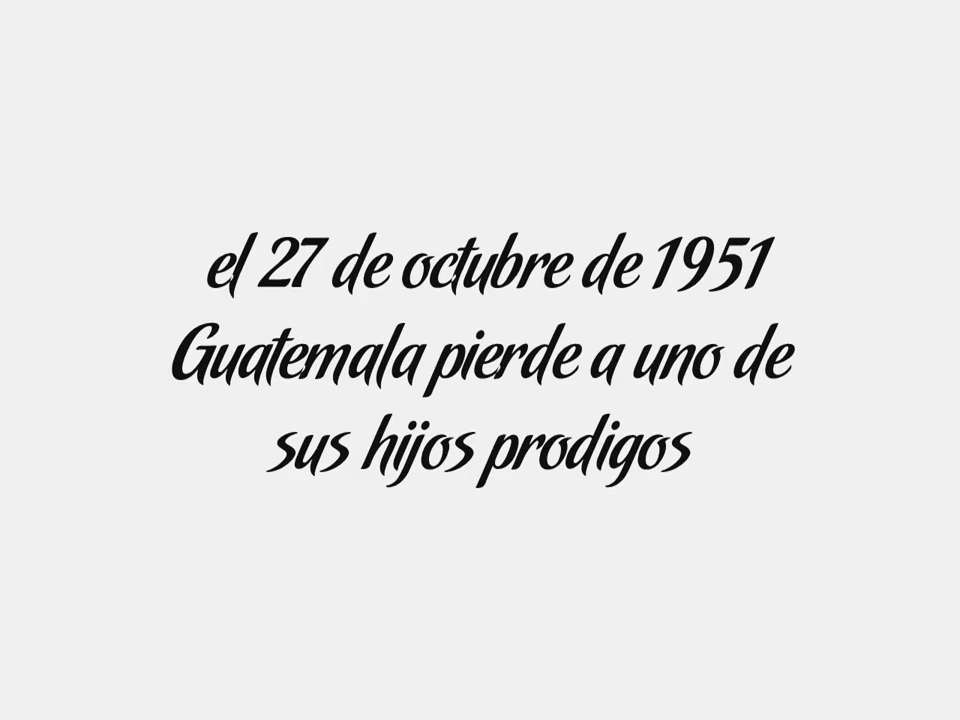 el 27 de octubre de 1951
Guatemala pierde a uno de
sus hijos prodigos